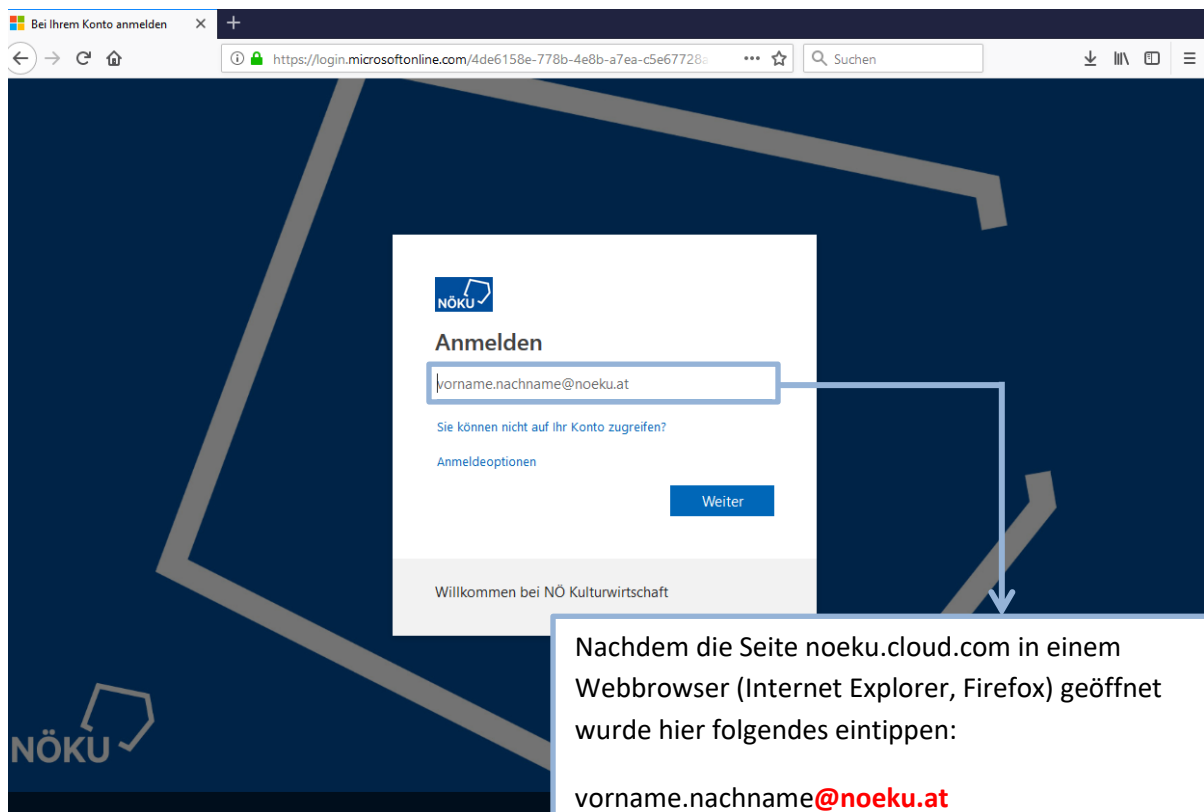 Bei Ihrem Konto anmelden
https://login.microsoftonline.com/4de6158e-778b-4e8b-a7ea-c5e67728a
Suchen
NÖKU
Anmelden
vorname.nachname@noeku.at
Sie können nicht auf Ihr Konto zugreifen?
Anmeldeoptionen
Weiter
Willkommen bei NÖ Kulturwirtschaft
Nachdem die Seite noeku.cloud.com in einem
Webbrowser (Internet Explorer, Firefox) geöffnet
wurde hier folgendes eintippen:
vorname.nachname@noeku.at
NÖKU